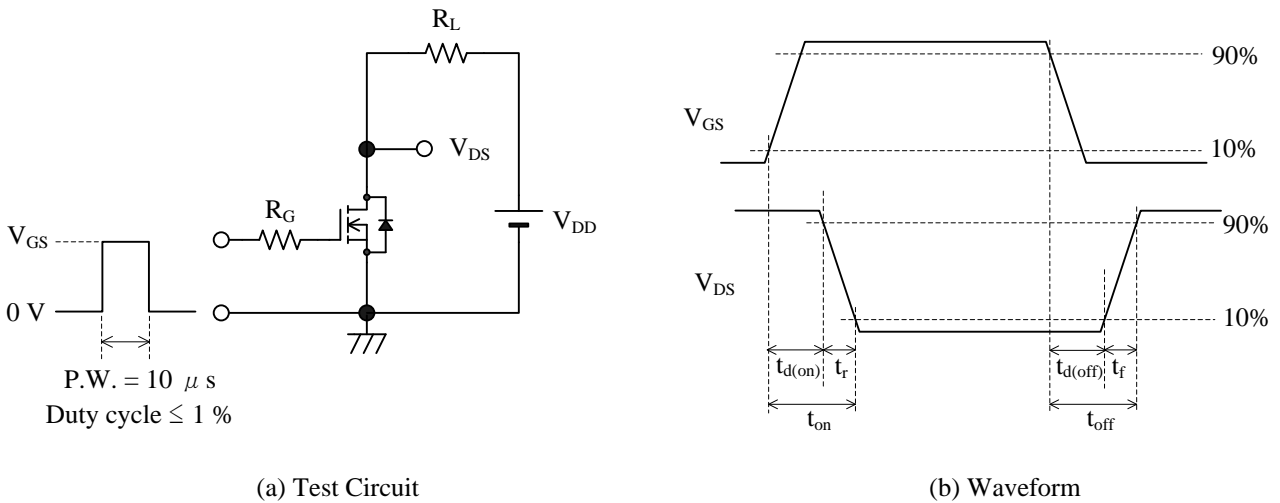 R_L
V_DS
R_G
V_DD
V_GS
0 V
P.W. = 10 μ s
Duty cycle ≤ 1 %
(a) Test Circuit
90%
V_GS
10%
90%
V_DS
10%
t_d(on) t_r t_d(off) t_f
t_on t_off
(b) Waveform